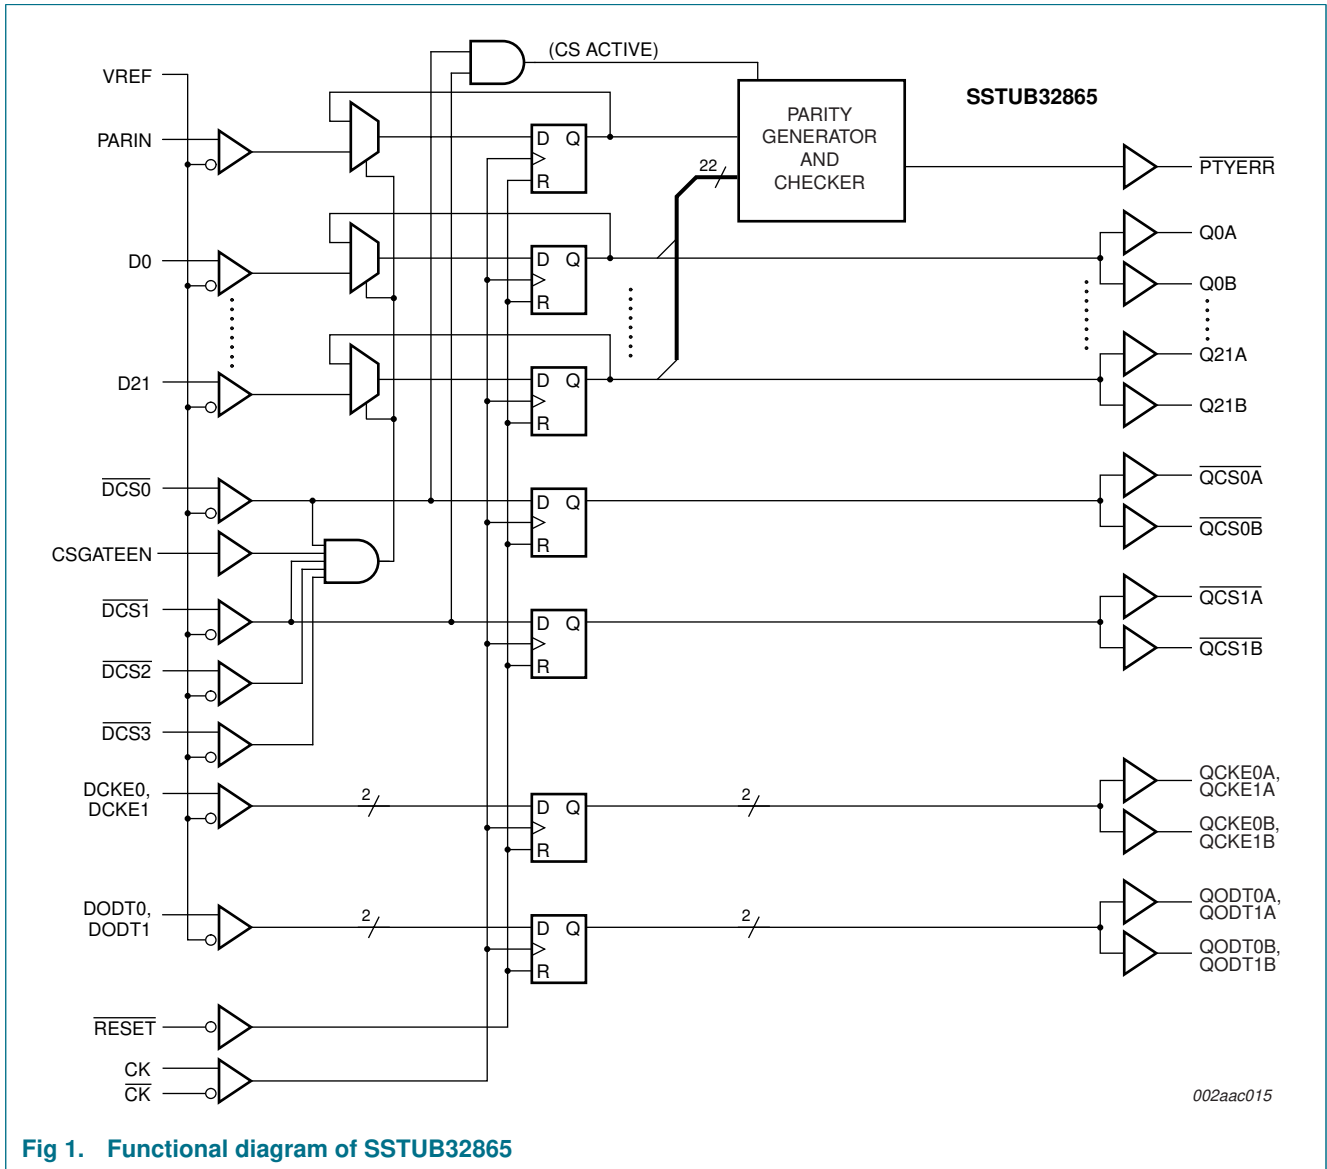 (CS ACTIVE)
VREF
SSTUB32865
PARITY
GENERATOR
AND
CHECKER
PARIN
D Q
R
22
PTYERR
D0
D Q
R
Q0A
Q0B
D21
D Q
R
Q21A
Q21B
DCS0
D Q
R
QCS0A
QCS0B
CSGATEEN
DCS1
D Q
R
QCS1A
QCS1B
DCS2
DCS3
DCKE0,
DCKE1
2
D Q
R
2
QCKE0A,
QCKE1A
QCKE0B,
QCKE1B
DODT0,
DODT1
2
D Q
R
2
QODT0A,
QODT1A
QODT0B,
QODT1B
RESET
CK
CK
002aac015
Fig 1. Functional diagram of SSTUB32865